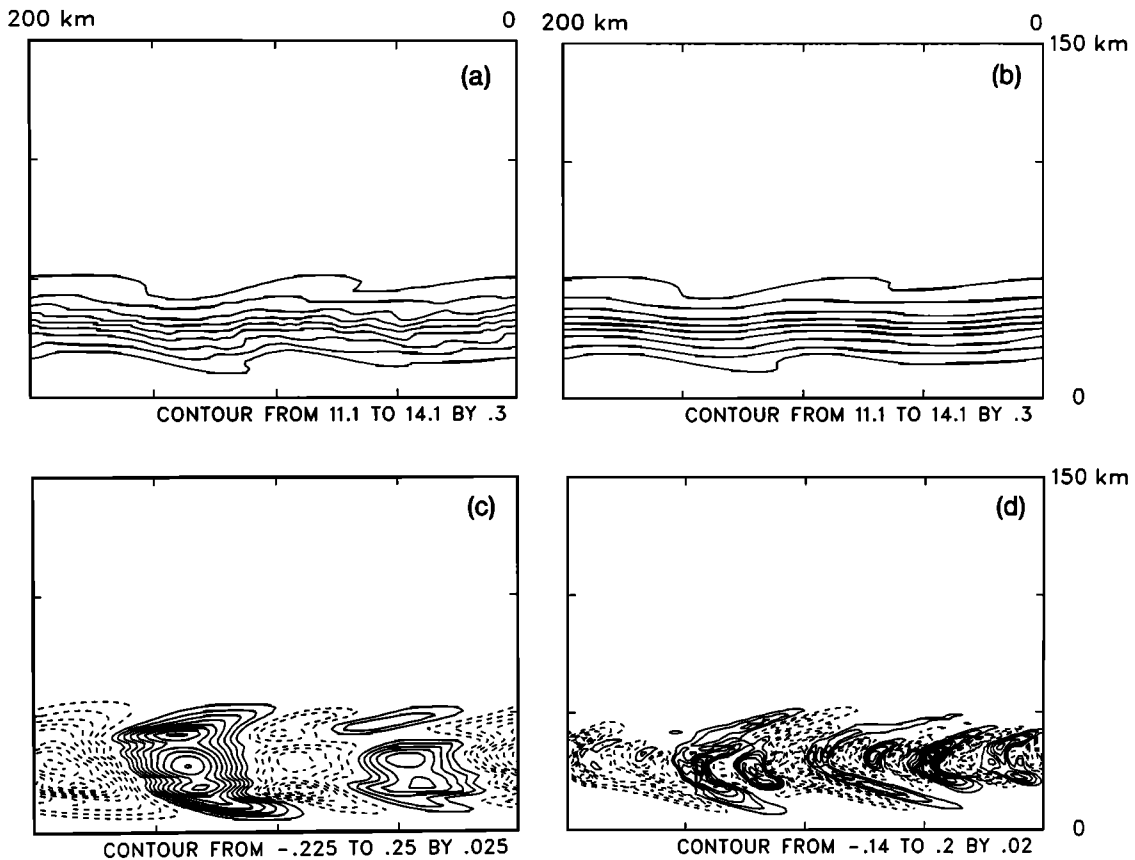 200 km 0
200 km 0
150 km
(a)
(b)
0
CONTOUR FROM 11.1 TO 14.1 BY .3
CONTOUR FROM 11.1 TO 14.1 BY .3
150 km
(c)
(d)
0
CONTOUR FROM -.225 TO .25 BY .025
CONTOUR FROM -.14 TO .2 BY .02